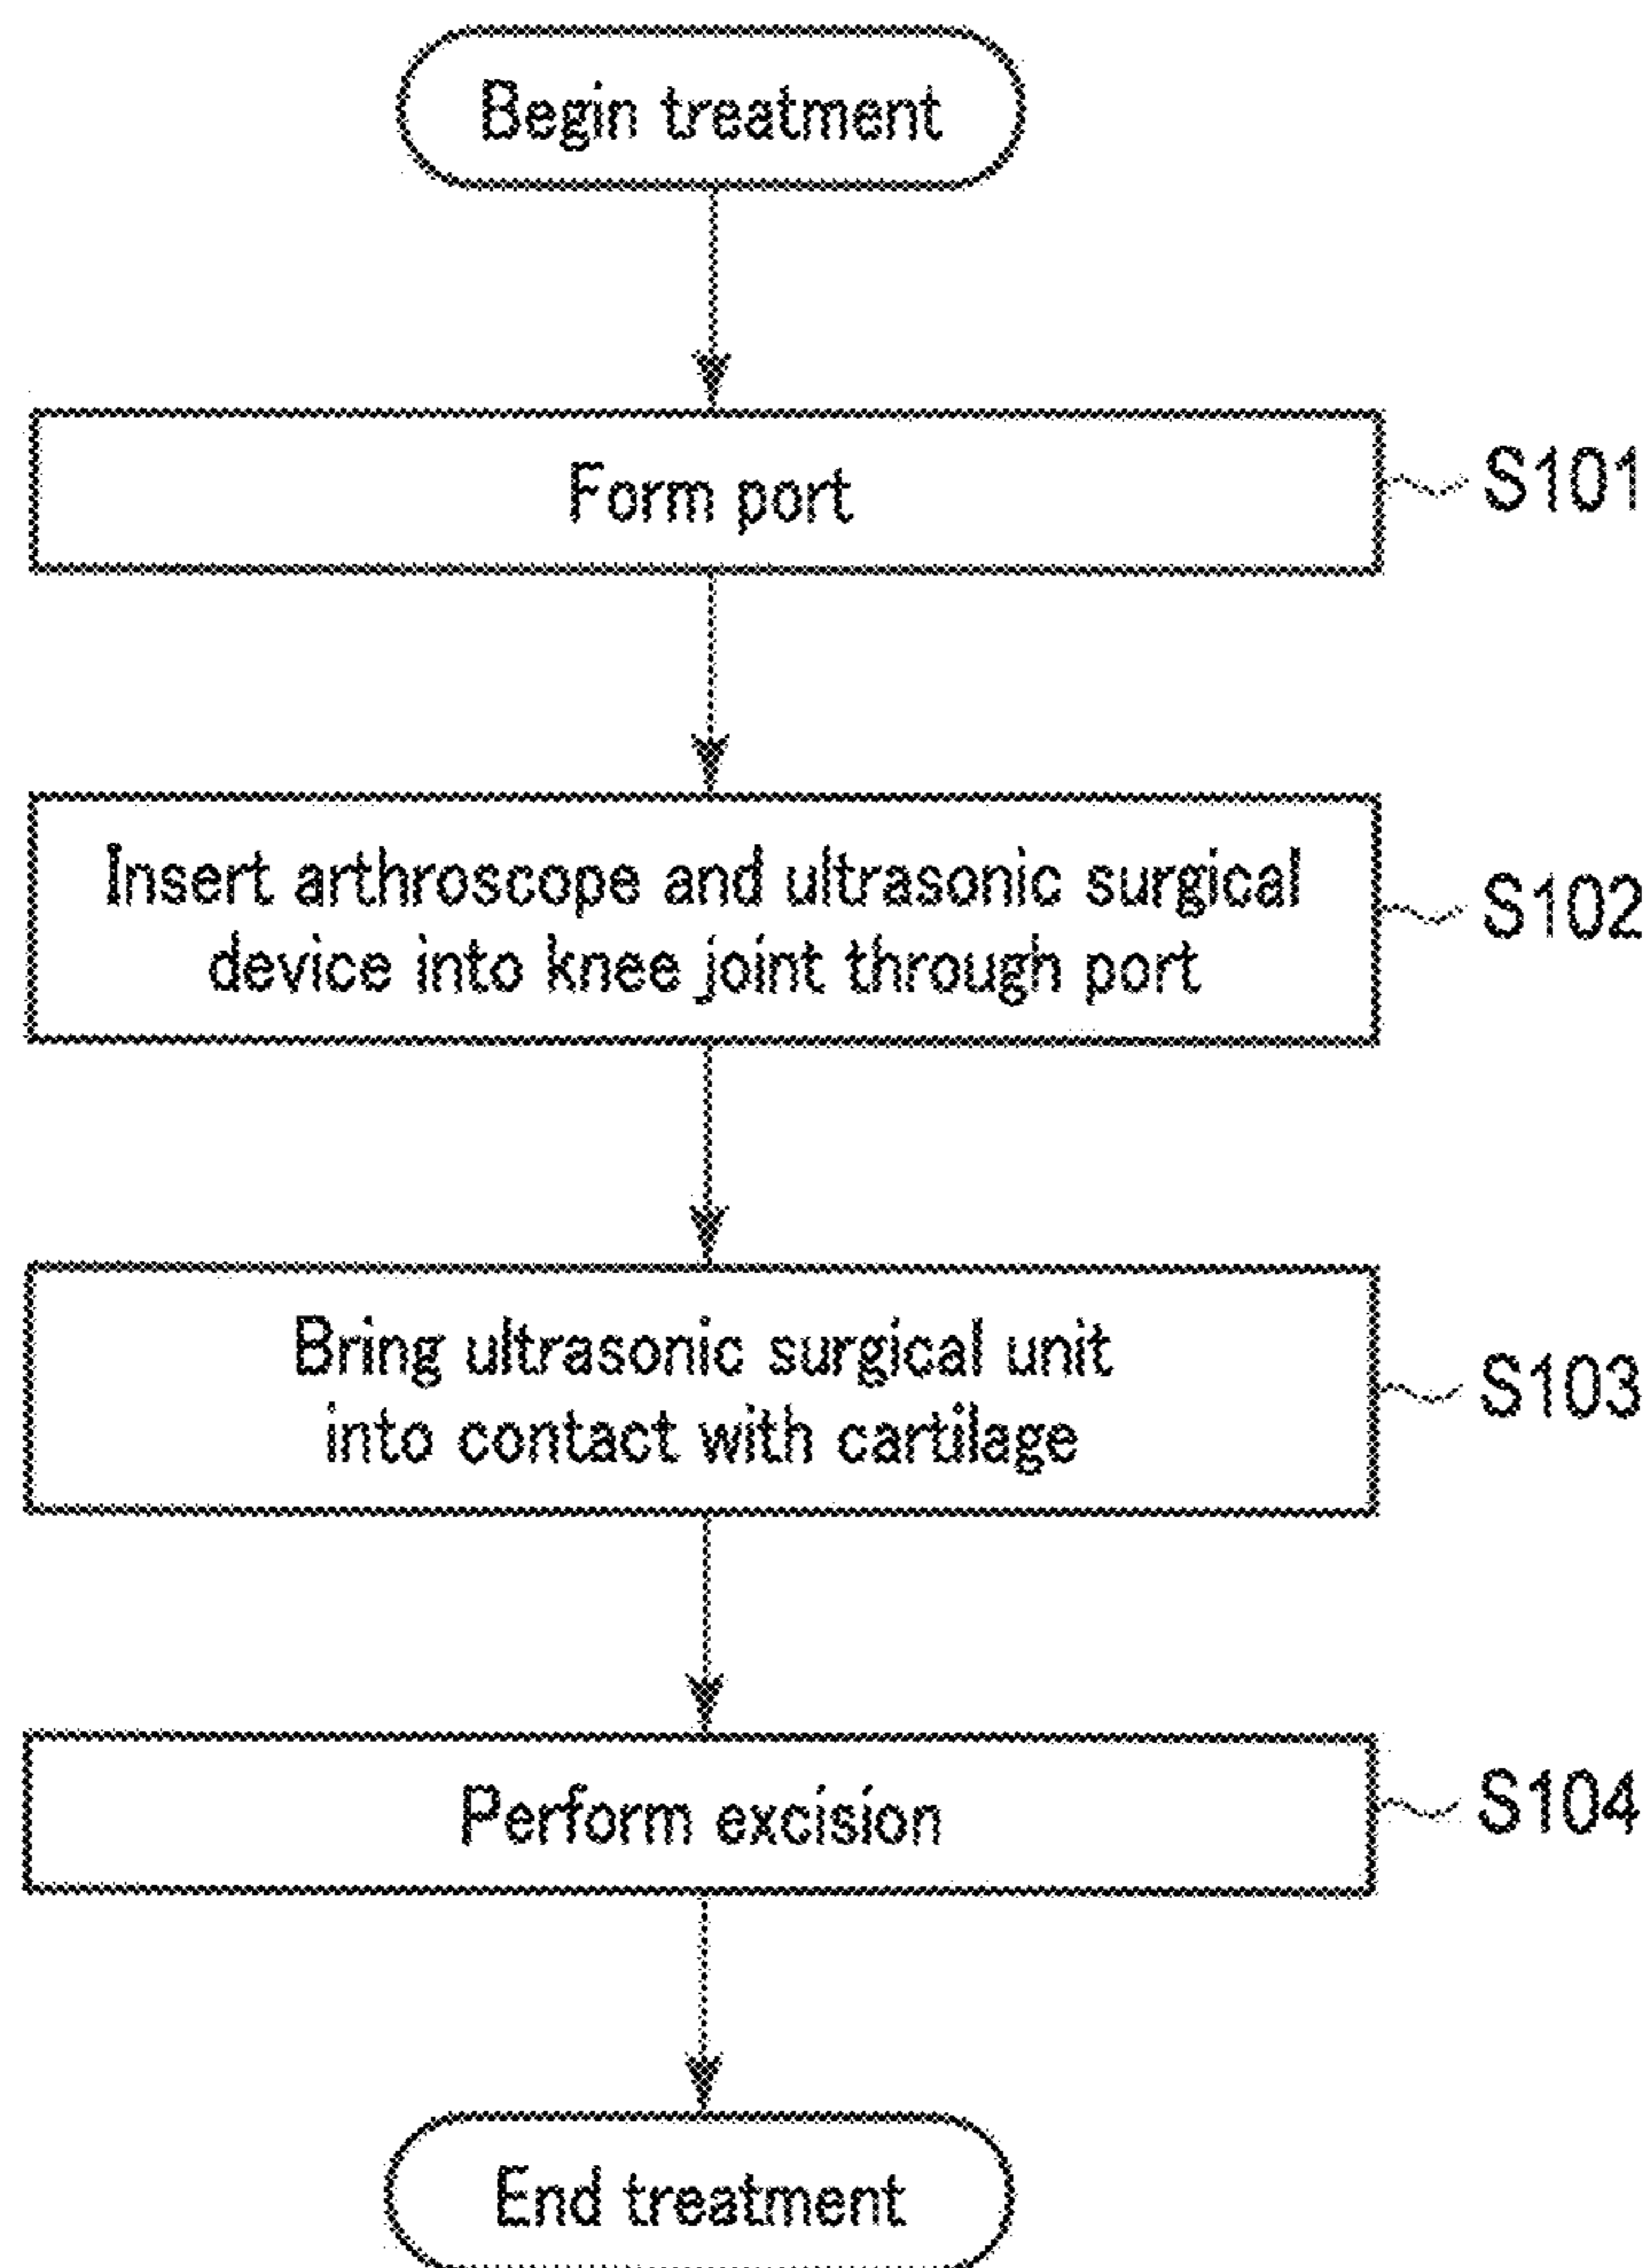 Begin treatment
Form port
S101
Insert arthroscope and ultrasonic surgical
device into knee joint through port
S102
Bring ultrasonic surgical unit
into contact with cartilage
S103
Perform excision
S104
End treatment